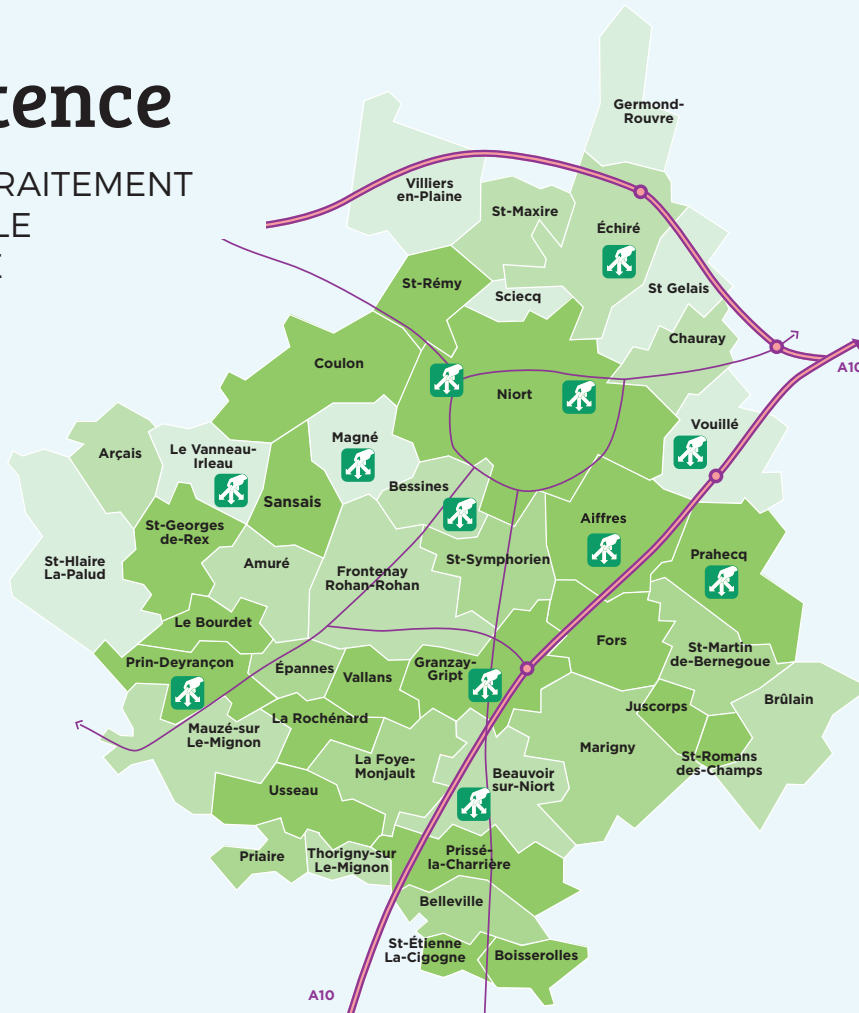 tence
RAITEMENT
LE
E
Germond-
Rouvre
Villiers
en-Plaine
St-Maxire
Échiré
St-Rémy
Sciecq
St Gelais
Chauray
A10
Coulon
Niort
Vouillé
Magné
Arçais
Le Vanneau-
Irleau
Bessines
Sansais
Aiffres
St-Georges
de-Rex
St-Hlaire
La-Palud
Amuré
Frontenay
Rohan-Rohan
St-Symphorien
Prahecq
Le Bourdet
Fors
St-Martin
de-Bernegoue
Prin-Deyrançon
Épannes
Vallans
Granzay-
Gript
Brûlain
Juscorps
La Rochénard
Mauzé-sur
Le-Mignon
Marigny
St-Romans
des-Champs
La Foye-
Monjault
Beauvoir
sur-Niort
Usseau
Priaire
Thorigny-sur
Le-Mignon
Prissé-
la-Charrière
Belleville
St-Étienne
La-Cigogne
Boisserolles
A10